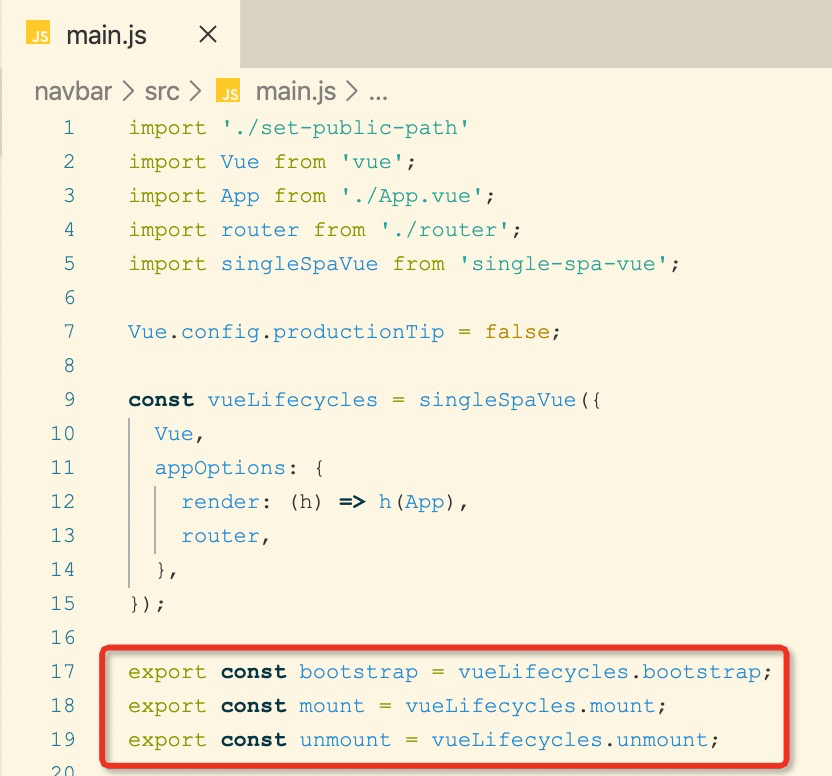 JS main.js ×
navbar > src > JS main.js > ...
1 import './set-public-path'
2 import Vue from 'vue';
3 import App from './App.vue';
4 import router from './router';
5 import singleSpaVue from 'single-spa-vue';
6
7 Vue.config.productionTip = false;
8
9 const vueLifecycles = singleSpaVue({
10   Vue,
11   appOptions: {
12     render: (h) => h(App),
13     router,
14   },
15 });
16
17 export const bootstrap = vueLifecycles.bootstrap;
18 export const mount = vueLifecycles.mount;
19 export const unmount = vueLifecycles.unmount;
20